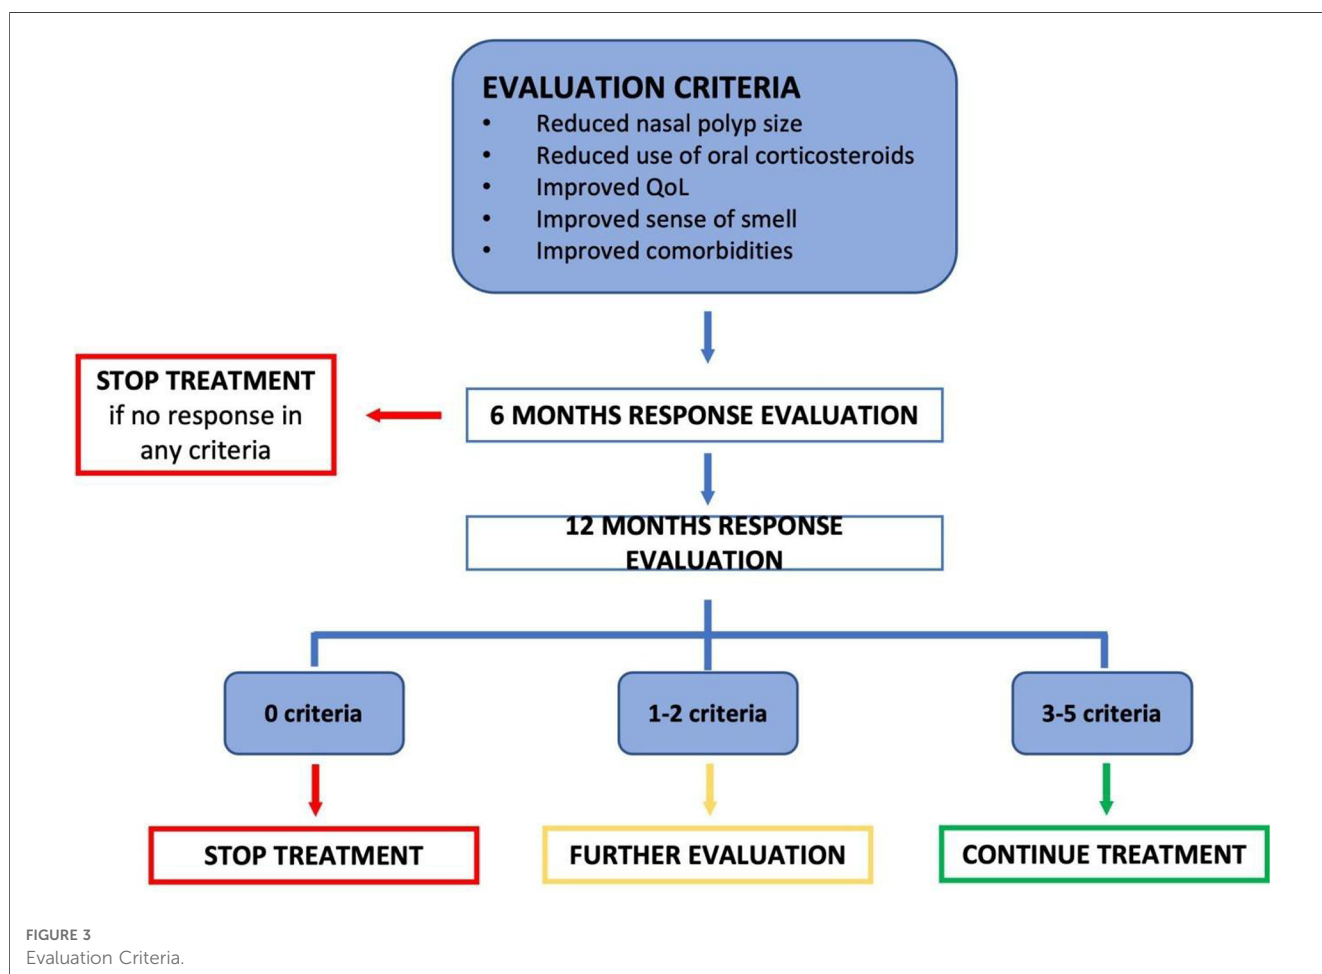 EVALUATION CRITERIA
• Reduced nasal polyp size
• Reduced use of oral corticosteroids
• Improved QoL
• Improved sense of smell
• Improved comorbidities
STOP TREATMENT
if no response in
any criteria
6 MONTHS RESPONSE EVALUATION
12 MONTHS RESPONSE
EVALUATION
0 criteria
1-2 criteria
3-5 criteria
STOP TREATMENT
FURTHER EVALUATION
CONTINUE TREATMENT
FIGURE 3
Evaluation Criteria.